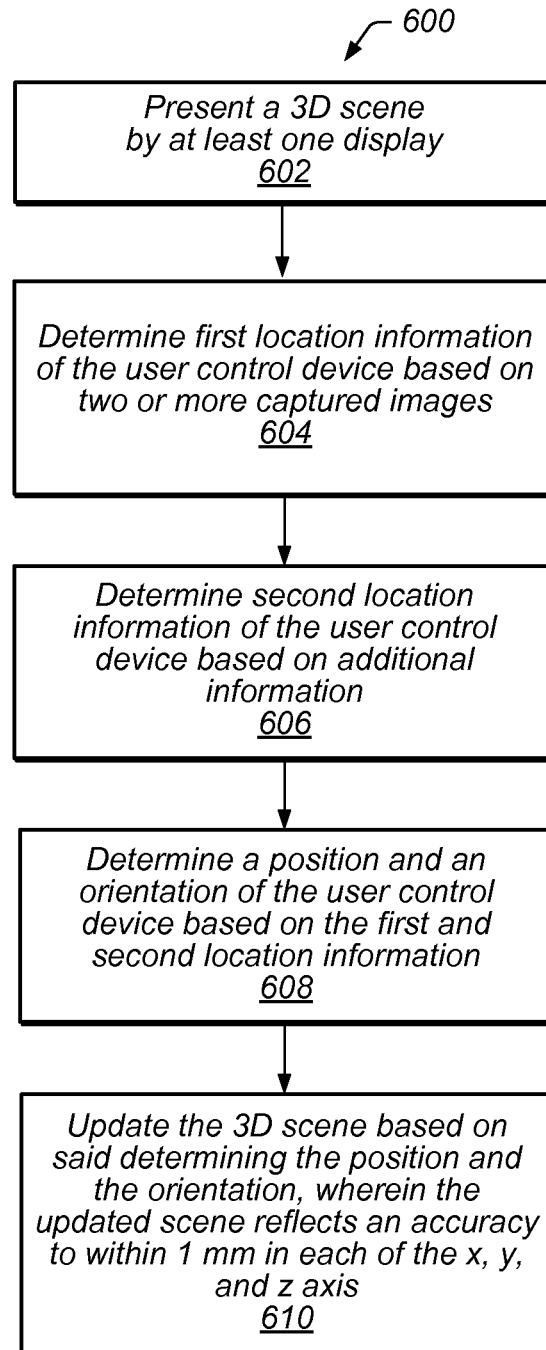 600
Present a 3D scene
by at least one display
602
Determine first location information
of the user control device based on
two or more captured images
604
Determine second location
information of the user control
device based on additional
information
606
Determine a position and an
orientation of the user control
device based on the first and
second location information
608
Update the 3D scene based on
said determining the position and
the orientation, wherein the
updated scene reflects an accuracy
to within 1 mm in each of the x, y,
and z axis
610